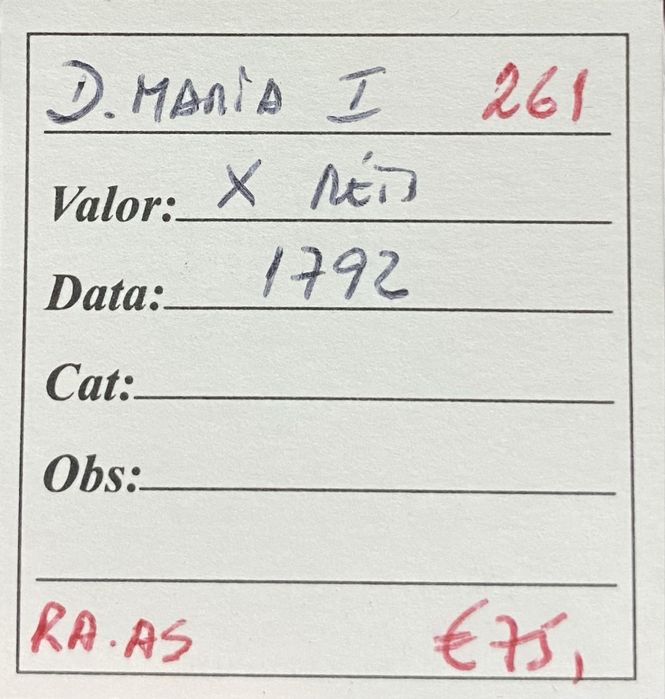 D. MARIA I 261
Valor: X RÉIS
Data: 1792
Cat:
Obs:
RA.AS €75,